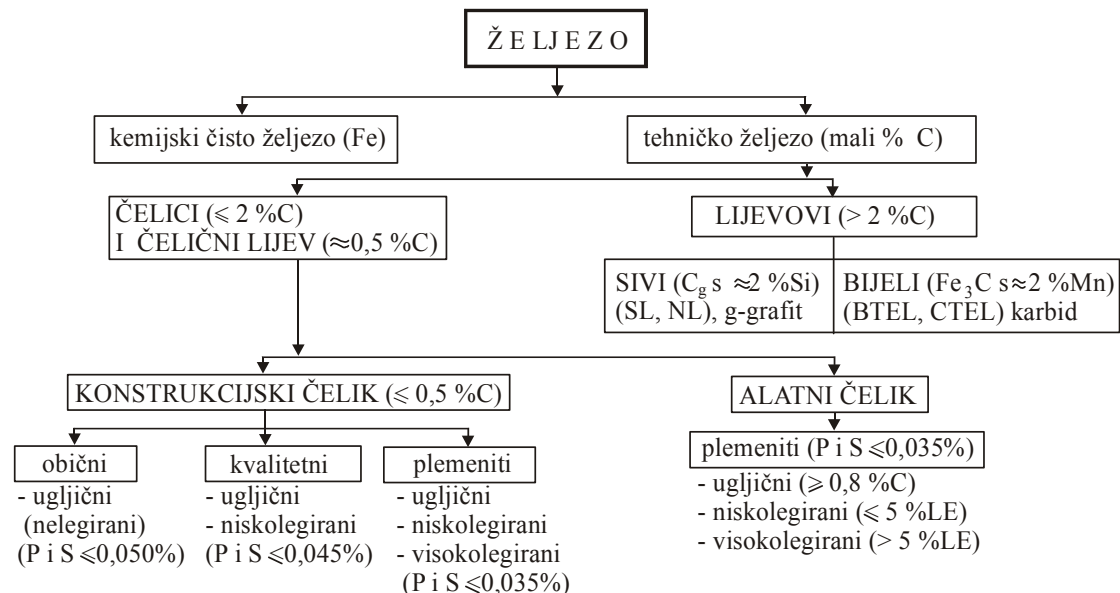 Ž E LJ E Z O
kemijski čisto željezo (Fe)
tehničko željezo (mali % C)
ČELICI (⩽ 2 %C)
I ČELIČNI LIJEV (≈0,5 %C)
LIJEVOVI (> 2 %C)
SIVI (Cg s ≈2 %Si)
(SL, NL), g-grafit
BIJELI (Fe3C s≈2 %Mn)
(BTEL, CTEL) karbid
KONSTRUKCIJSKI ČELIK (⩽ 0,5 %C)
ALATNI ČELIK
obični
- ugljični
(nelegirani)
(P i S ⩽0,050%)
kvalitetni
- ugljični
- niskolegirani
(P i S ⩽0,045%)
plemeniti
- ugljični
- niskolegirani
- visokolegirani
(P i S ⩽0,035%)
plemeniti (P i S ⩽0,035%)
- ugljični (⩾ 0,8 %C)
- niskolegirani (⩽ 5 %LE)
- visokolegirani (> 5 %LE)